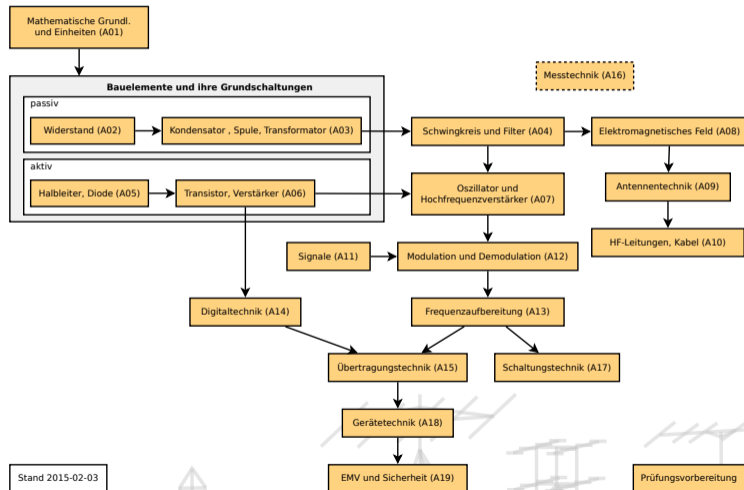 Mathematische Grundl.
und Einheiten (A01)
Bauelemente und ihre Grundschaltungen
passiv
Widerstand (A02)
Kondensator , Spule, Transformator (A03)
aktiv
Halbleiter, Diode (A05)
Transistor, Verstärker (A06)
Messtechnik (A16)
Schwingkreis und Filter (A04)
Elektromagnetisches Feld (A08)
Oszillator und
Hochfrequenzverstärker (A07)
Antennentechnik (A09)
HF-Leitungen, Kabel (A10)
Signale (A11)
Modulation und Demodulation (A12)
Digitaltechnik (A14)
Frequenzaufbereitung (A13)
Übertragungstechnik (A15)
Schaltungstechnik (A17)
Gerätetechnik (A18)
Stand 2015-02-03
EMV und Sicherheit (A19)
Prüfungsvorbereitung